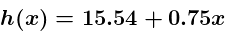 h(x) = 15.54 + 0.75x